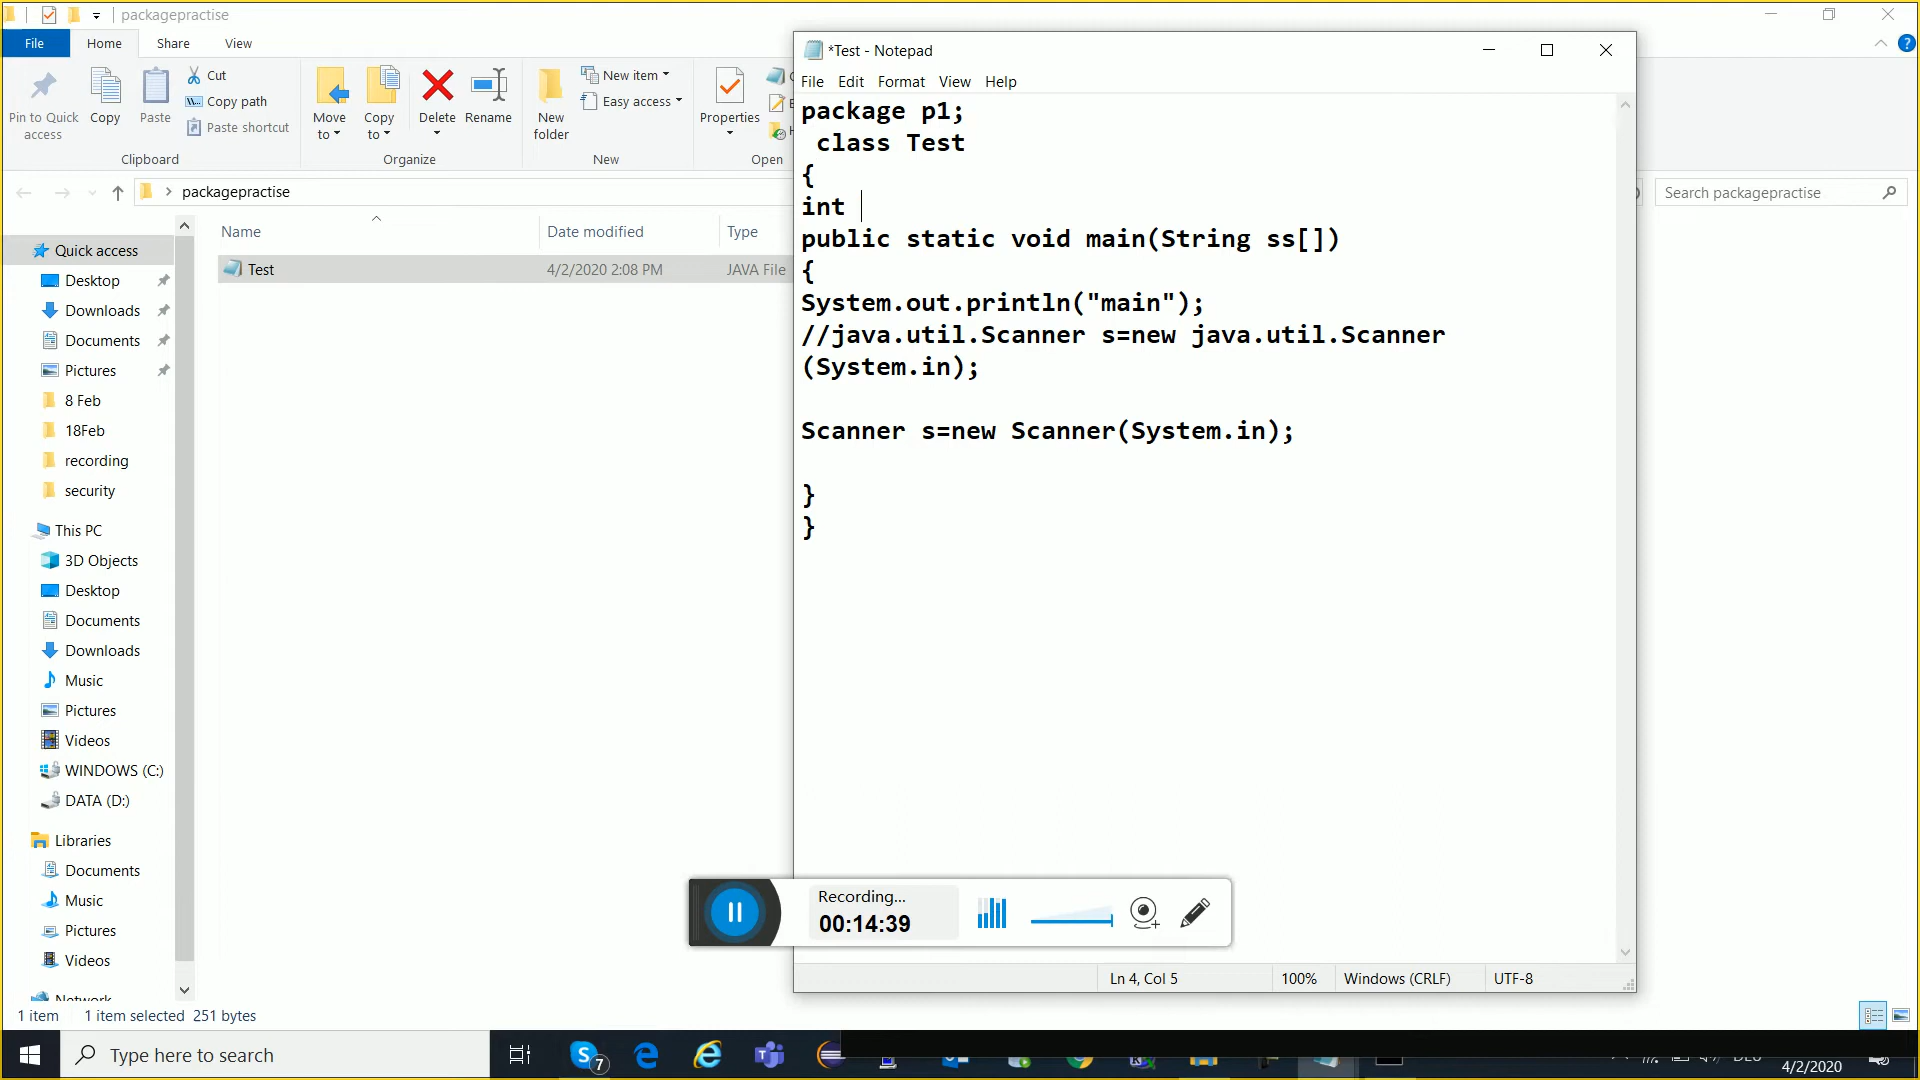 packagepractise
File Home Share View
Pin to Quick access
Copy
Paste
Cut
Copy path
Paste shortcut
Clipboard
Move to
Copy to
Delete
Rename
Organize
New folder
New item
Easy access
New
Properties
Open
packagepractise
Search packagepractise
Name Date modified Type
Test 4/2/2020 2:08 PM JAVA File
Quick access
Desktop
Downloads
Documents
Pictures
8 Feb
18Feb
recording
security
This PC
3D Objects
Desktop
Documents
Downloads
Music
Pictures
Videos
WINDOWS (C:)
DATA (D:)
Libraries
Documents
Music
Pictures
Videos
Network
1 item 1 item selected 251 bytes
*Test - Notepad
File Edit Format View Help
package p1;
class Test
{
int
public static void main(String ss[])
{
System.out.println("main");
//java.util.Scanner s=new java.util.Scanner
(System.in);
Scanner s=new Scanner(System.in);
}
}
Recording...
00:14:39
Ln 4, Col 5 100% Windows (CRLF) UTF-8
Type here to search
7
4/2/2020